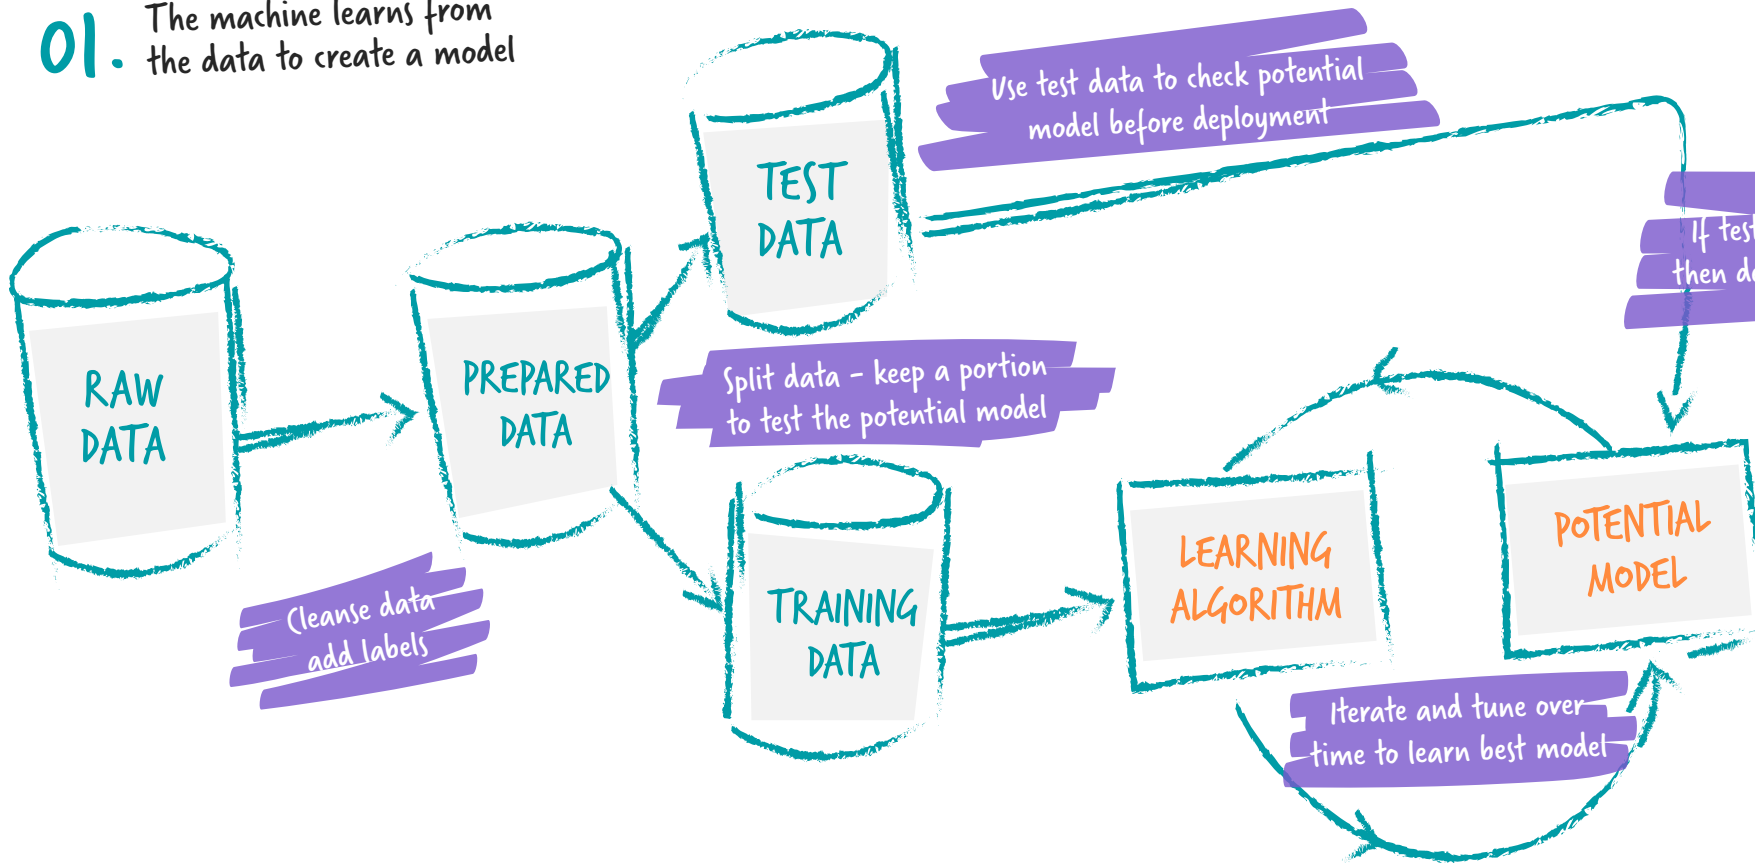 01.
The machine learns from
the data to create a model
Use test data to check potential
model before deployment
TEST
DATA
If test
then
RAW
DATA
PREPARED
DATA
Split data – keep a portion
to test the potential model
Cleanse data
add labels
TRAINING
DATA
LEARNING
ALGORITHM
POTENTIAL
MODEL
Iterate and tune over
time to learn best model